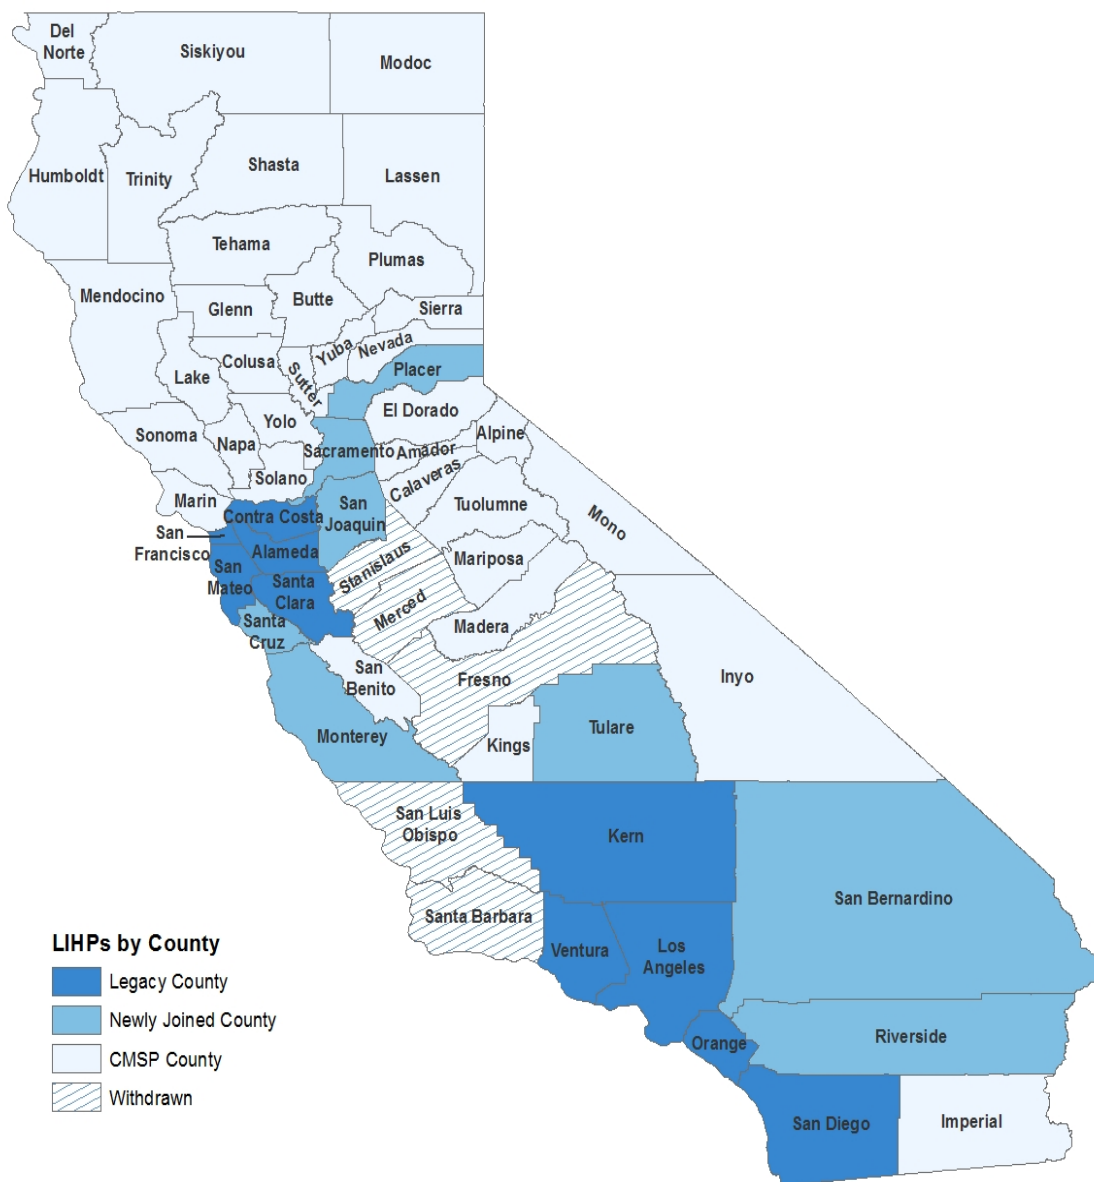 Del
Norte
Siskiyou
Modoc
Humboldt
Trinity
Shasta
Lassen
Tehama
Plumas
Mendocino
Glenn
Butte
Sierra
Colusa
Yuba
Nevada
Lake
Sutter
Placer
El Dorado
Sonoma
Napa
Yolo
Sacramento
Amador
Alpine
Solano
Calaveras
Marin
Contra Costa
San
Joaquin
Tuolumne
Mono
San
Francisco
Alameda
Stanislaus
Mariposa
San
Mateo
Santa
Clara
Merced
Santa
Cruz
Madera
San
Benito
Fresno
Inyo
Monterey
Kings
Tulare
San Luis
Obispo
Kern
San Bernardino
Santa Barbara
Ventura
Los
Angeles
Orange
Riverside
San Diego
Imperial
LIHPs by County
Legacy County
Newly Joined County
CMSP County
Withdrawn